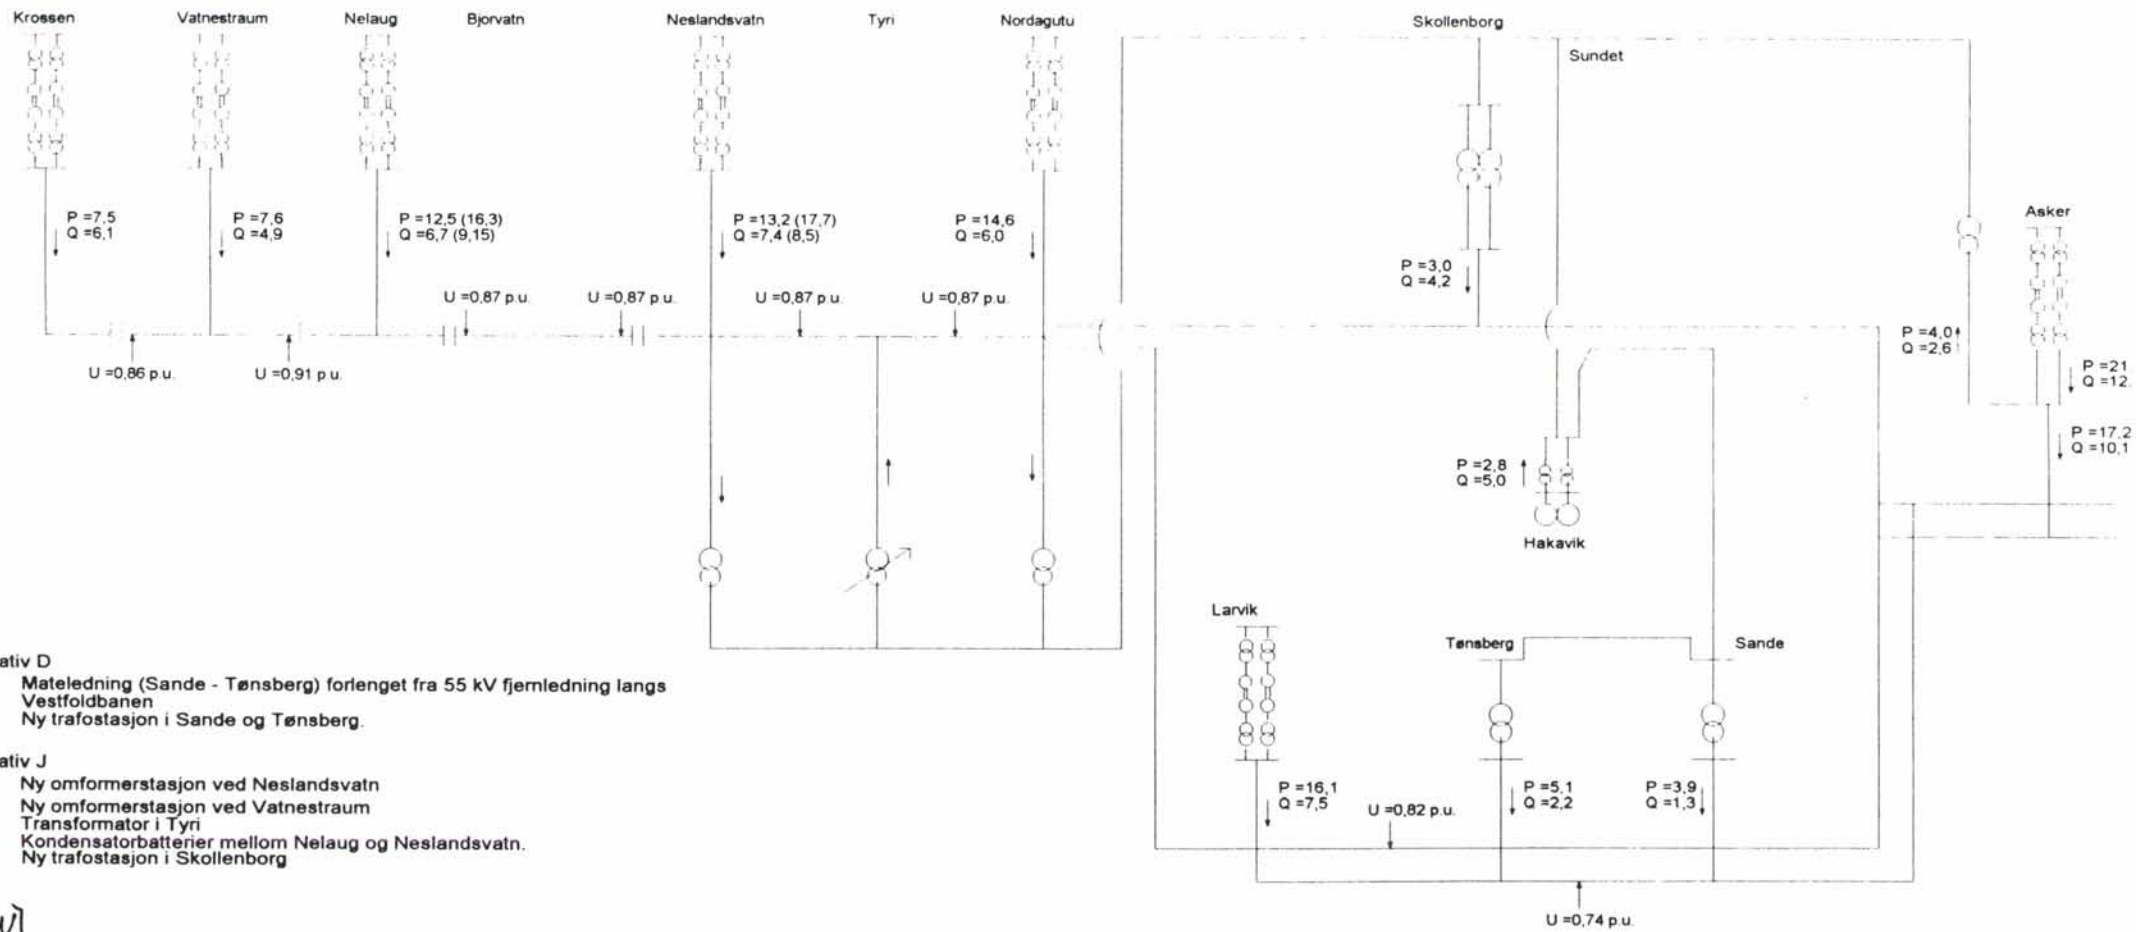 Krossen
Vatnestraum
Nelaug
Bjorvatn
Neslandsvatn
Tyri
Nordagutu
Skollenborg
Sundet
Asker
P =7,5
Q =6,1
P =7,6
Q =4,9
P =12,5 (16,3)
Q =6,7 (9,15)
P =13,2 (17,7)
Q =7,4 (8,5)
P =14,6
Q =6,0
P =3,0
Q =4,2
U =0,87 p.u.
U =0,87 p.u.
U =0,87 p.u.
U =0,87 p.u.
U =0,86 p.u.
U =0,91 p.u.
P =4,0
Q =2,6
P =21
Q =12.
P =17,2
Q =10,1
P =2,8
Q =5,0
Hakavik
Larvik
Tønsberg
Sande
P =16,1
Q =7,5
U =0,82 p.u.
P =5,1
Q =2,2
P =3,9
Q =1,3
U =0,74 p.u.
ativ D
Mateledning (Sande - Tønsberg) forlenget fra 55 kV fjernledning langs
Vestfoldbanen
Ny trafostasjon i Sande og Tønsberg.
ativ J
Ny omformerstasjon ved Neslandsvatn
Ny omformerstasjon ved Vatnestraum
Transformator i Tyri
Kondensatorbatterier mellom Nelaug og Neslandsvatn.
Ny trafostasjon i Skollenborg